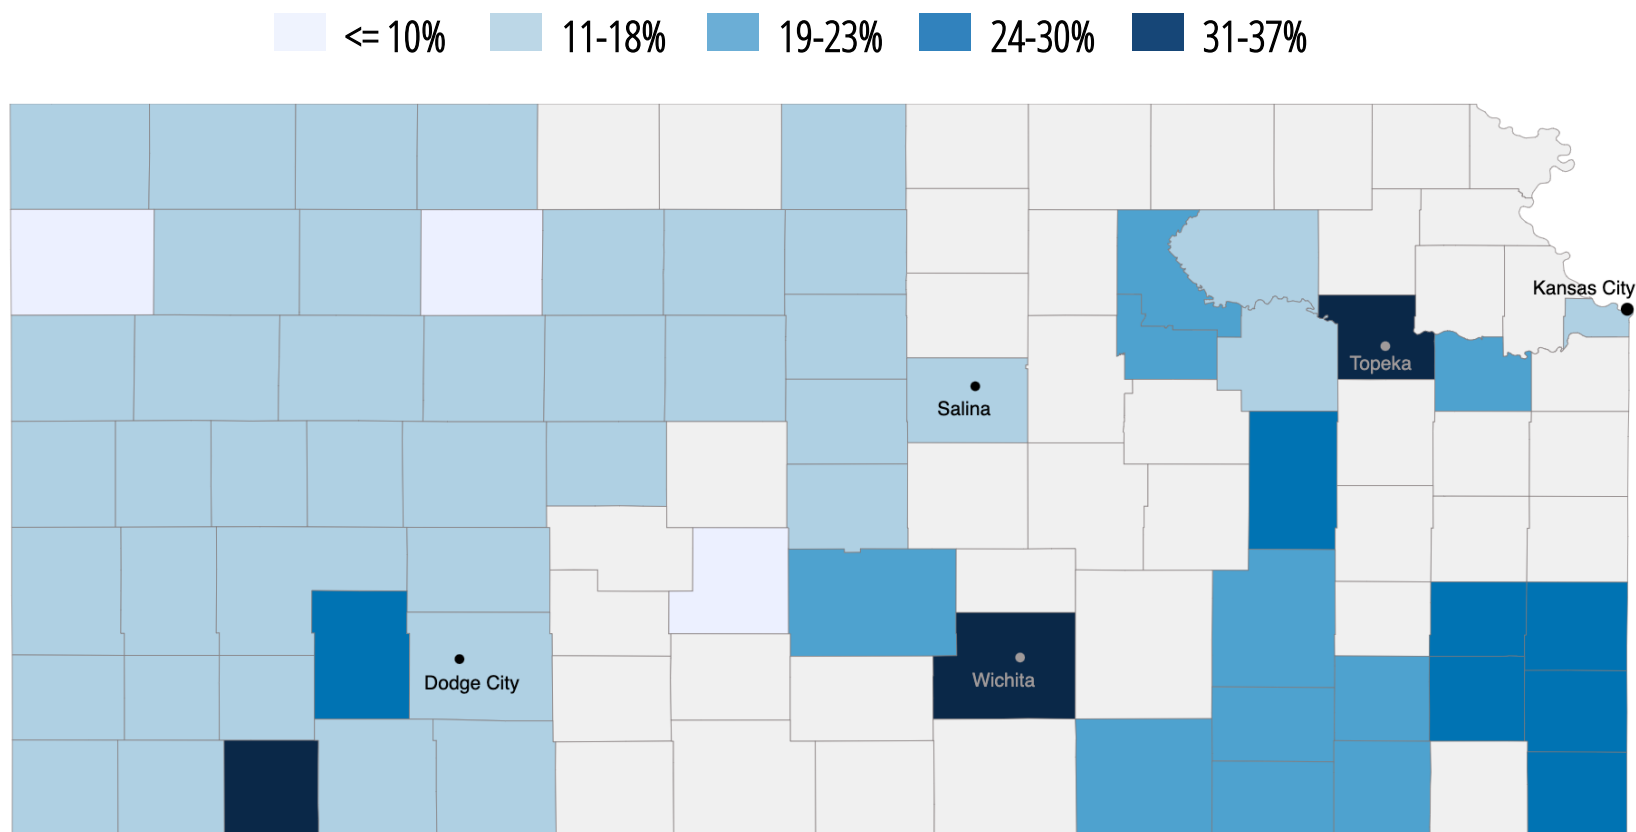 <= 10% 11-18% 19-23% 24-30% 31-37%
Kansas City
Topeka
Salina
Wichita
Dodge City